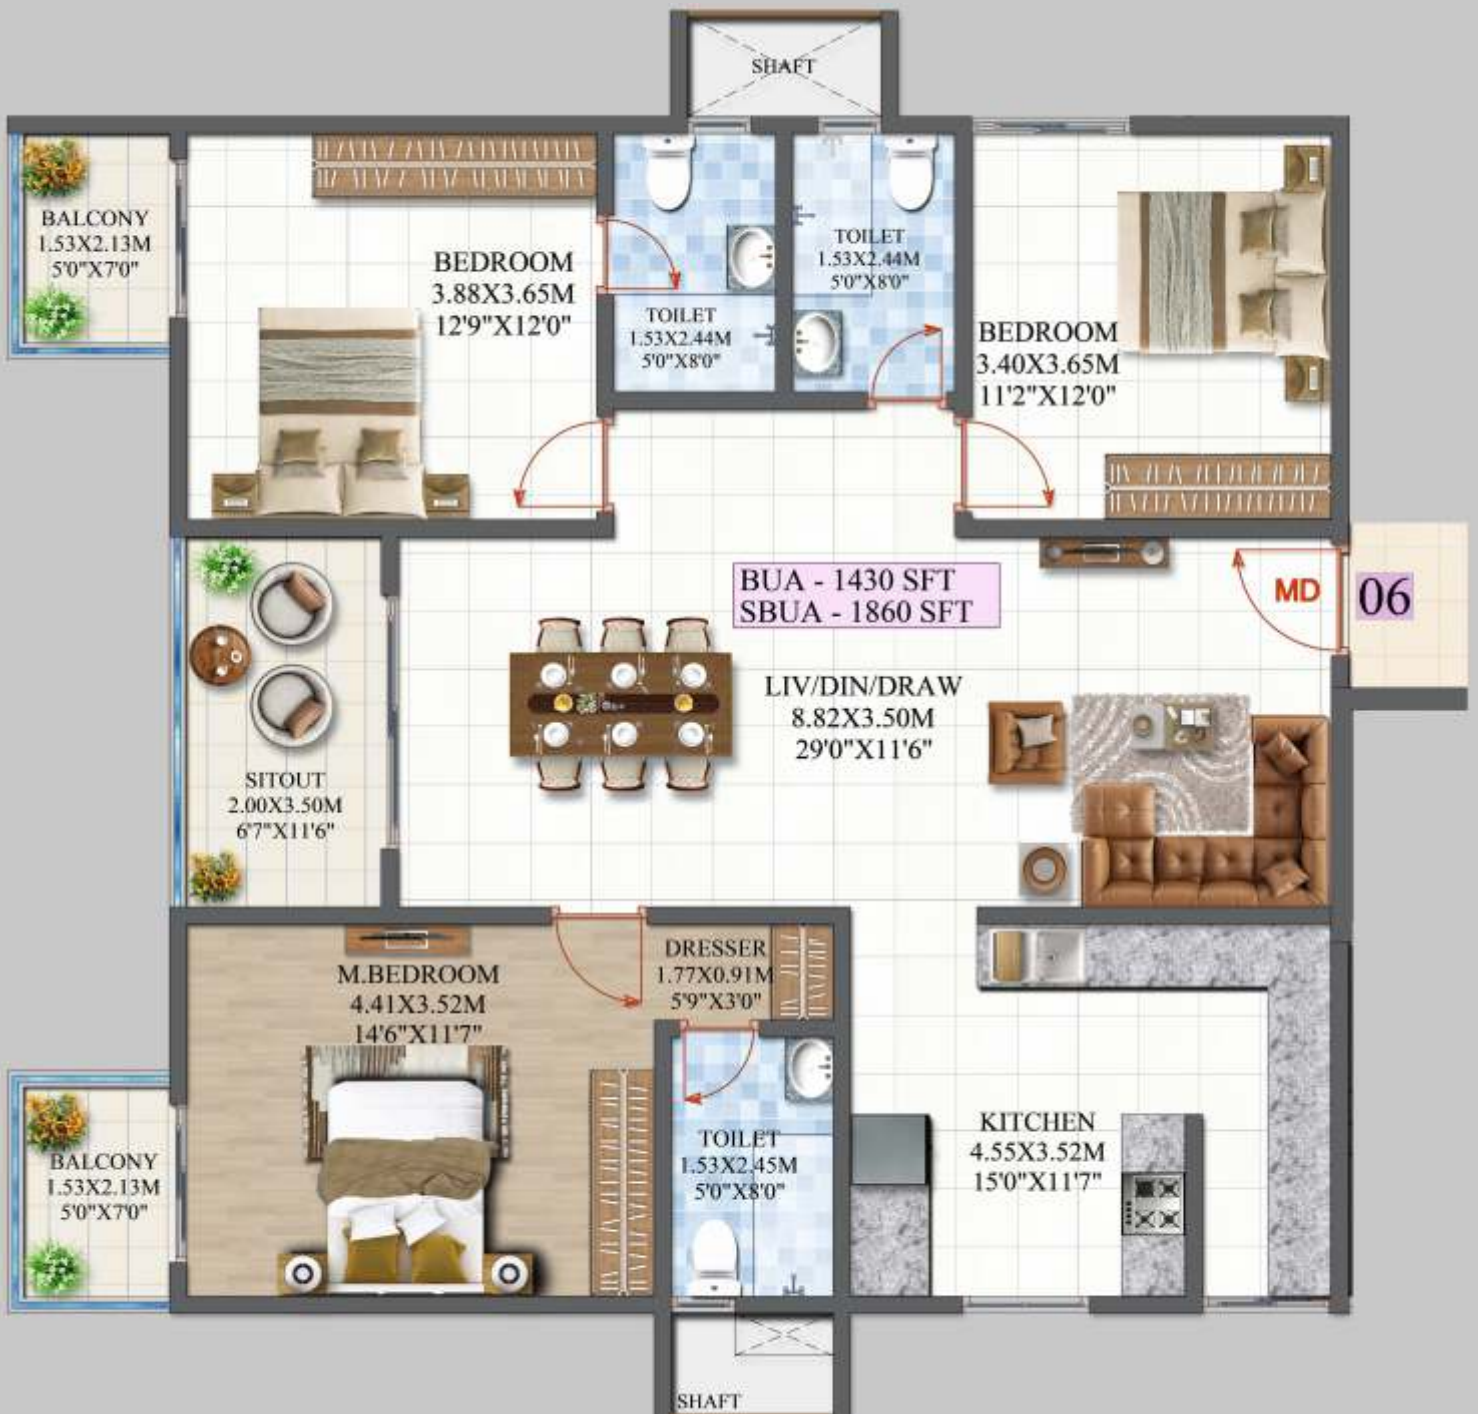 SHAFT
BALCONY
1.53X2.13M
5'0"X7'0"
BEDROOM
3.88X3.65M
12'9"X12'0"
TOILET
1.53X2.44M
5'0"X8'0"
TOILET
1.53X2.44M
5'0"X8'0"
BEDROOM
3.40X3.65M
11'2"X12'0"
BUA - 1430 SFT
SBUA - 1860 SFT
MD
06
LIV/DIN/DRAW
8.82X3.50M
29'0"X11'6"
SITOUT
2.00X3.50M
6'7"X11'6"
M.BEDROOM
4.41X3.52M
14'6"X11'7"
DRESSER
1.77X0.91M
5'9"X3'0"
BALCONY
1.53X2.13M
5'0"X7'0"
TOILET
1.53X2.45M
5'0"X8'0"
KITCHEN
4.55X3.52M
15'0"X11'7"
SHAFT